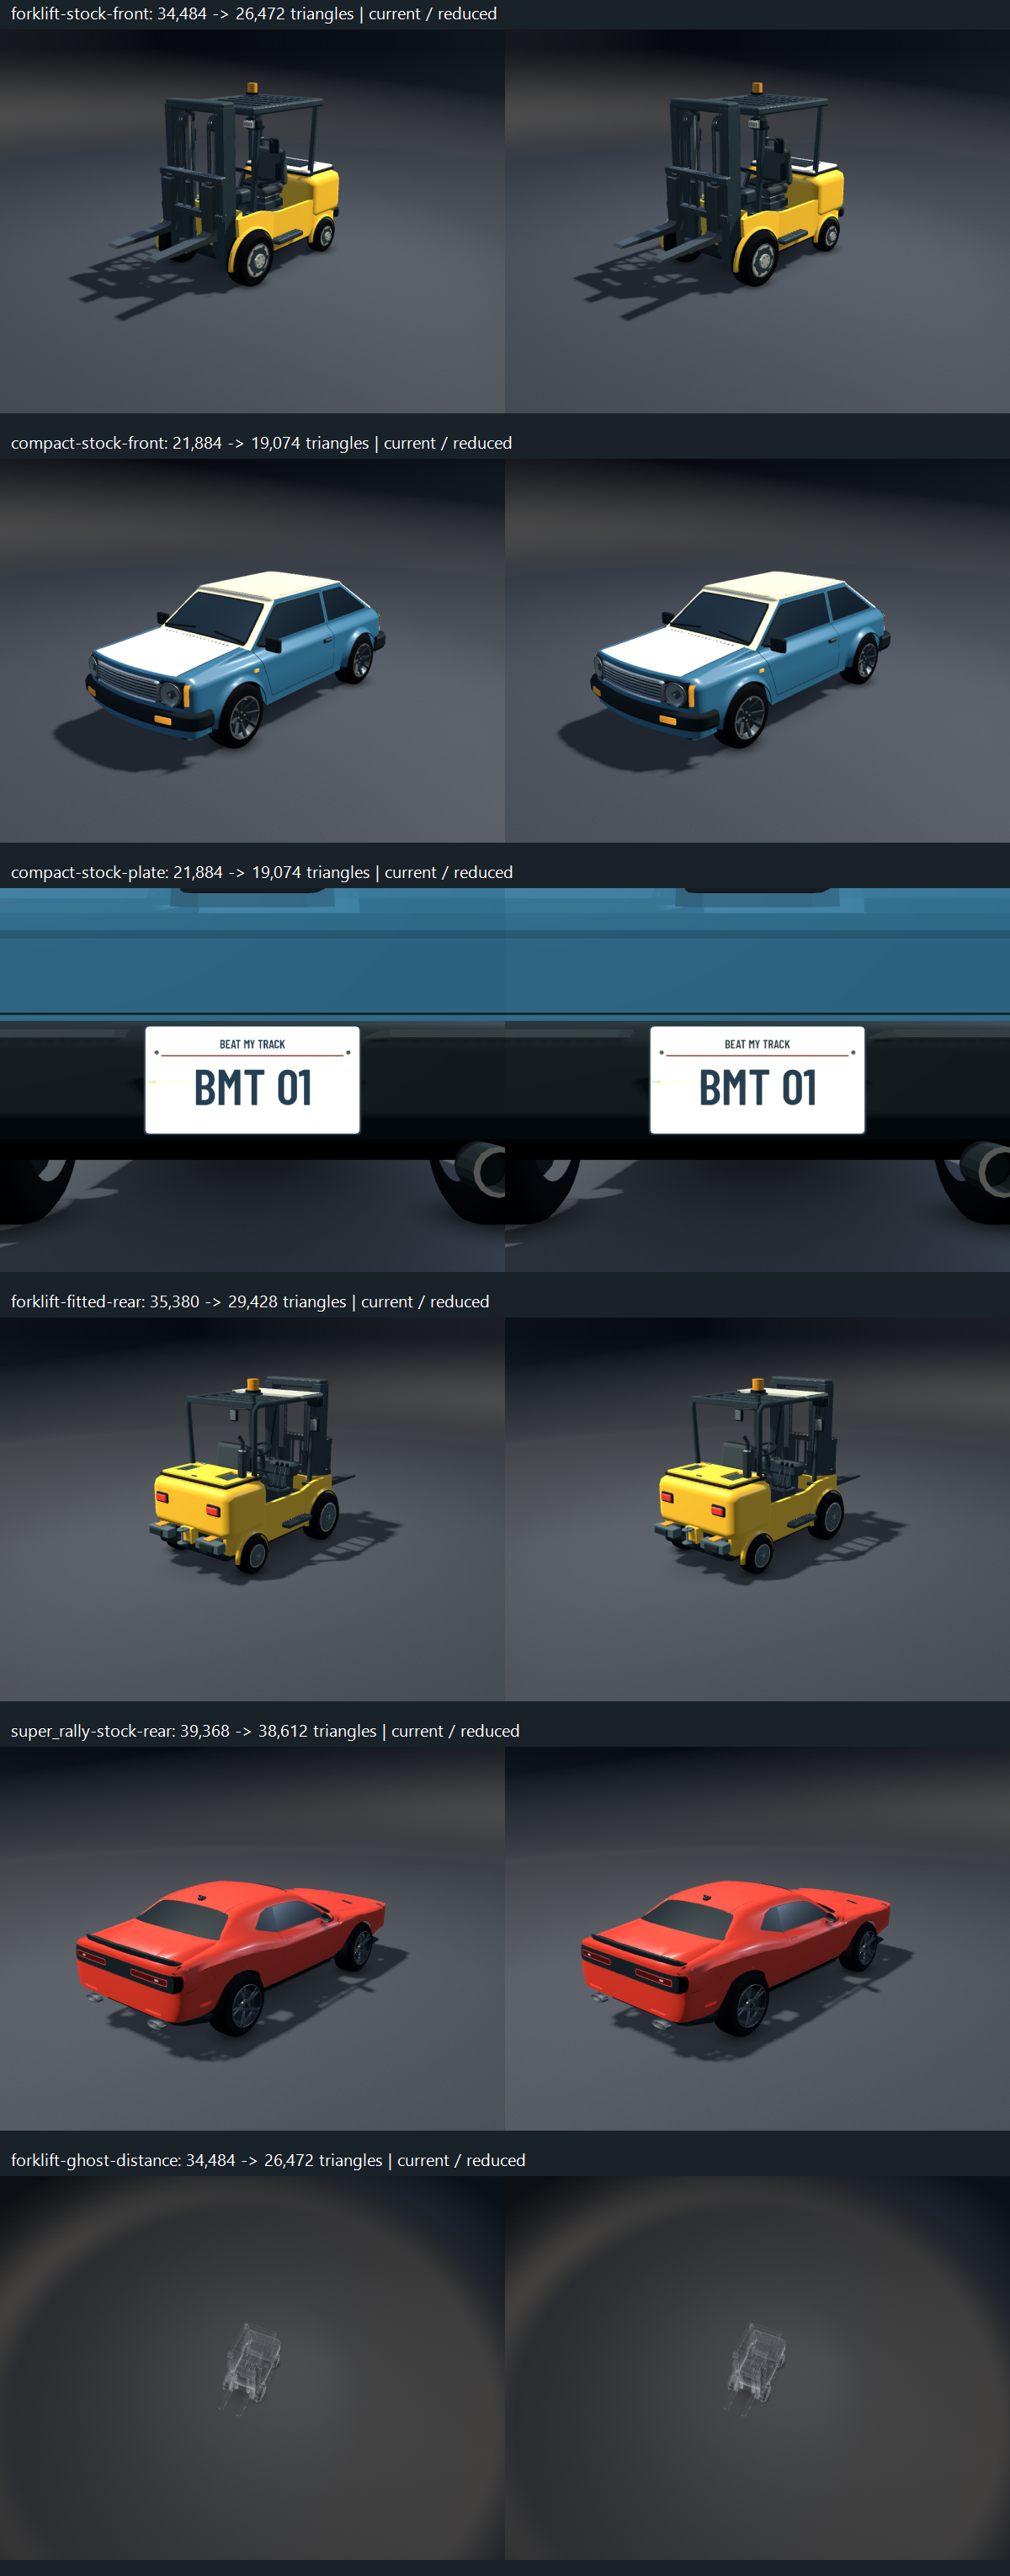 forklift-stock-front: 34,484 -> 26,472 triangles | current / reduced
compact-stock-front: 21,884 -> 19,074 triangles | current / reduced
compact-stock-plate: 21,884 -> 19,074 triangles | current / reduced
BEAT MY TRACK
BMT 01
BEAT MY TRACK
BMT 01
forklift-fitted-rear: 35,380 -> 29,428 triangles | current / reduced
super_rally-stock-rear: 39,368 -> 38,612 triangles | current / reduced
forklift-ghost-distance: 34,484 -> 26,472 triangles | current / reduced